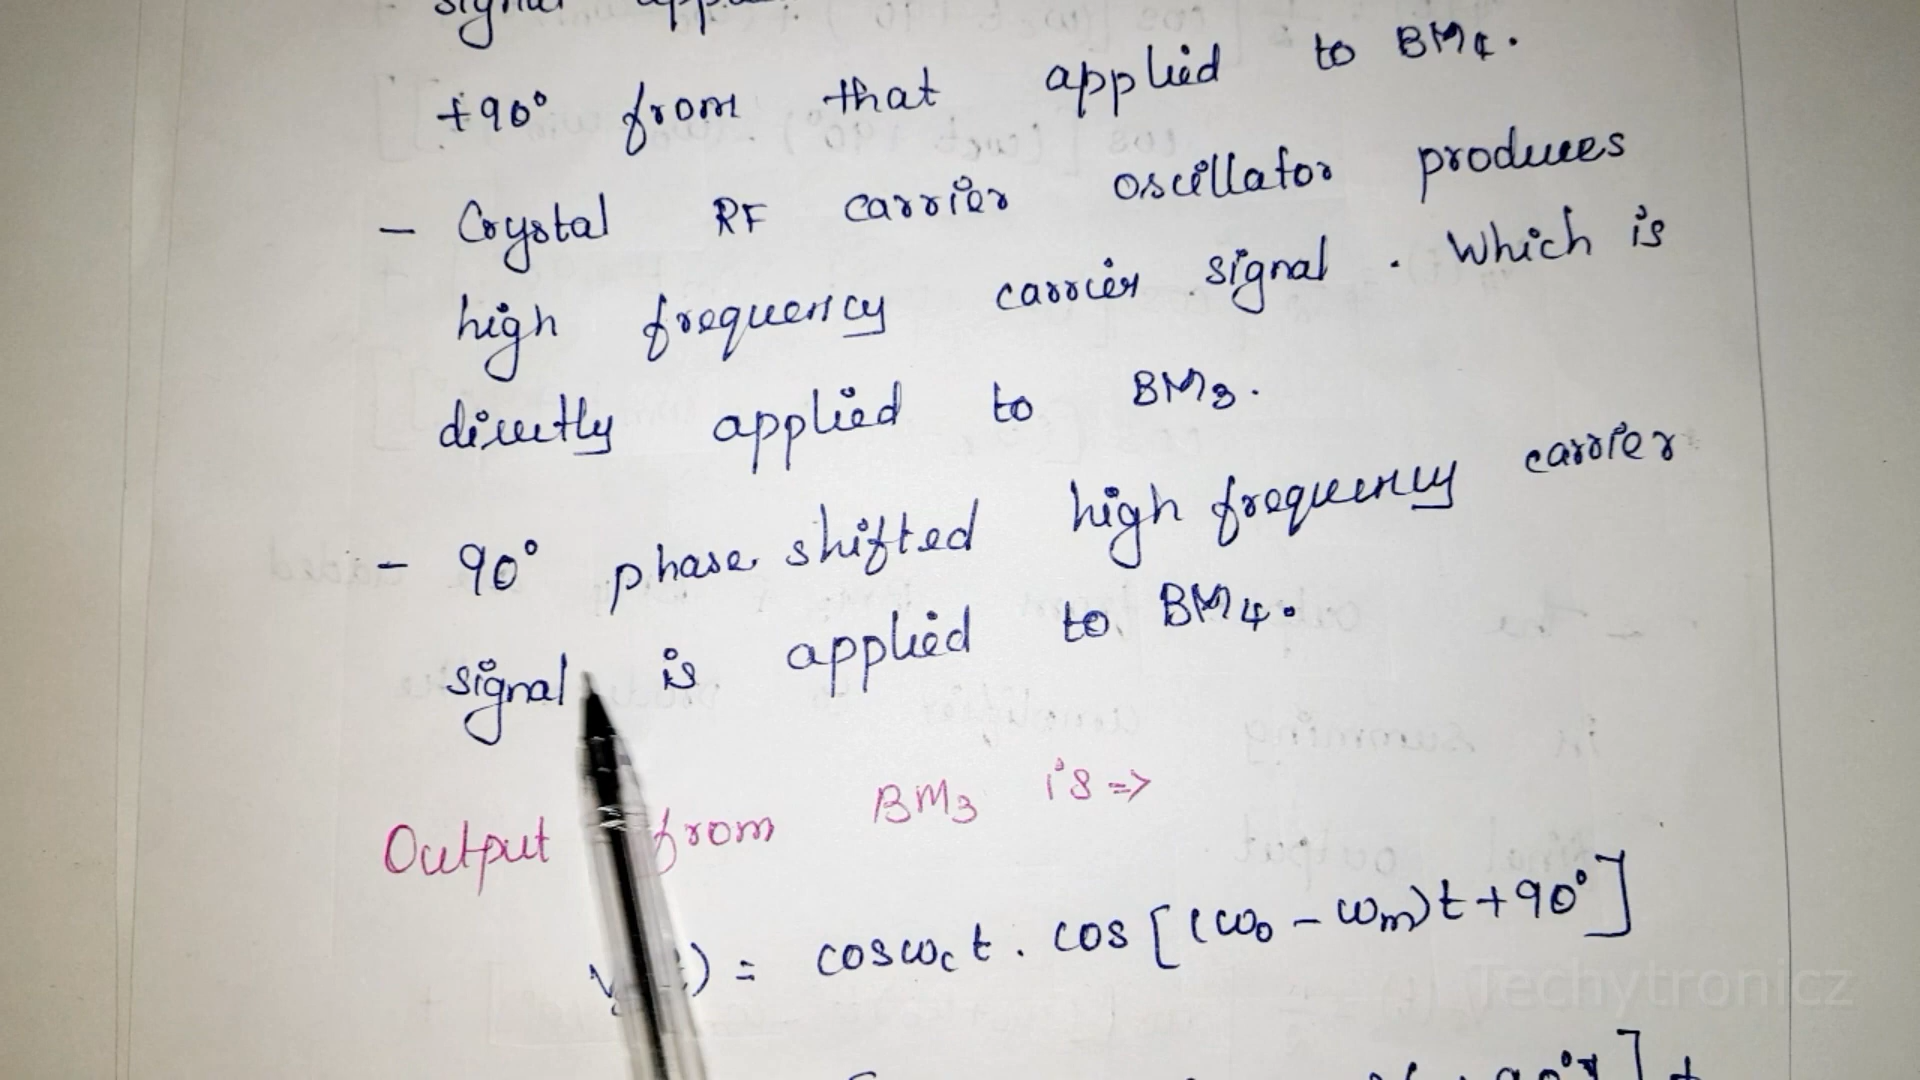 signal
+90° from that applied to BM4.
- Crystal RF carrier oscillator produces
high frequency carrier signal. Which is
directly applied to BM3.
- 90° phase shifted high frequency carrier
signal is applied to BM4.
Output from BM3 is =>
) = cosωc t . cos [(ω0 - ωm)t + 90°]
Techytronicz